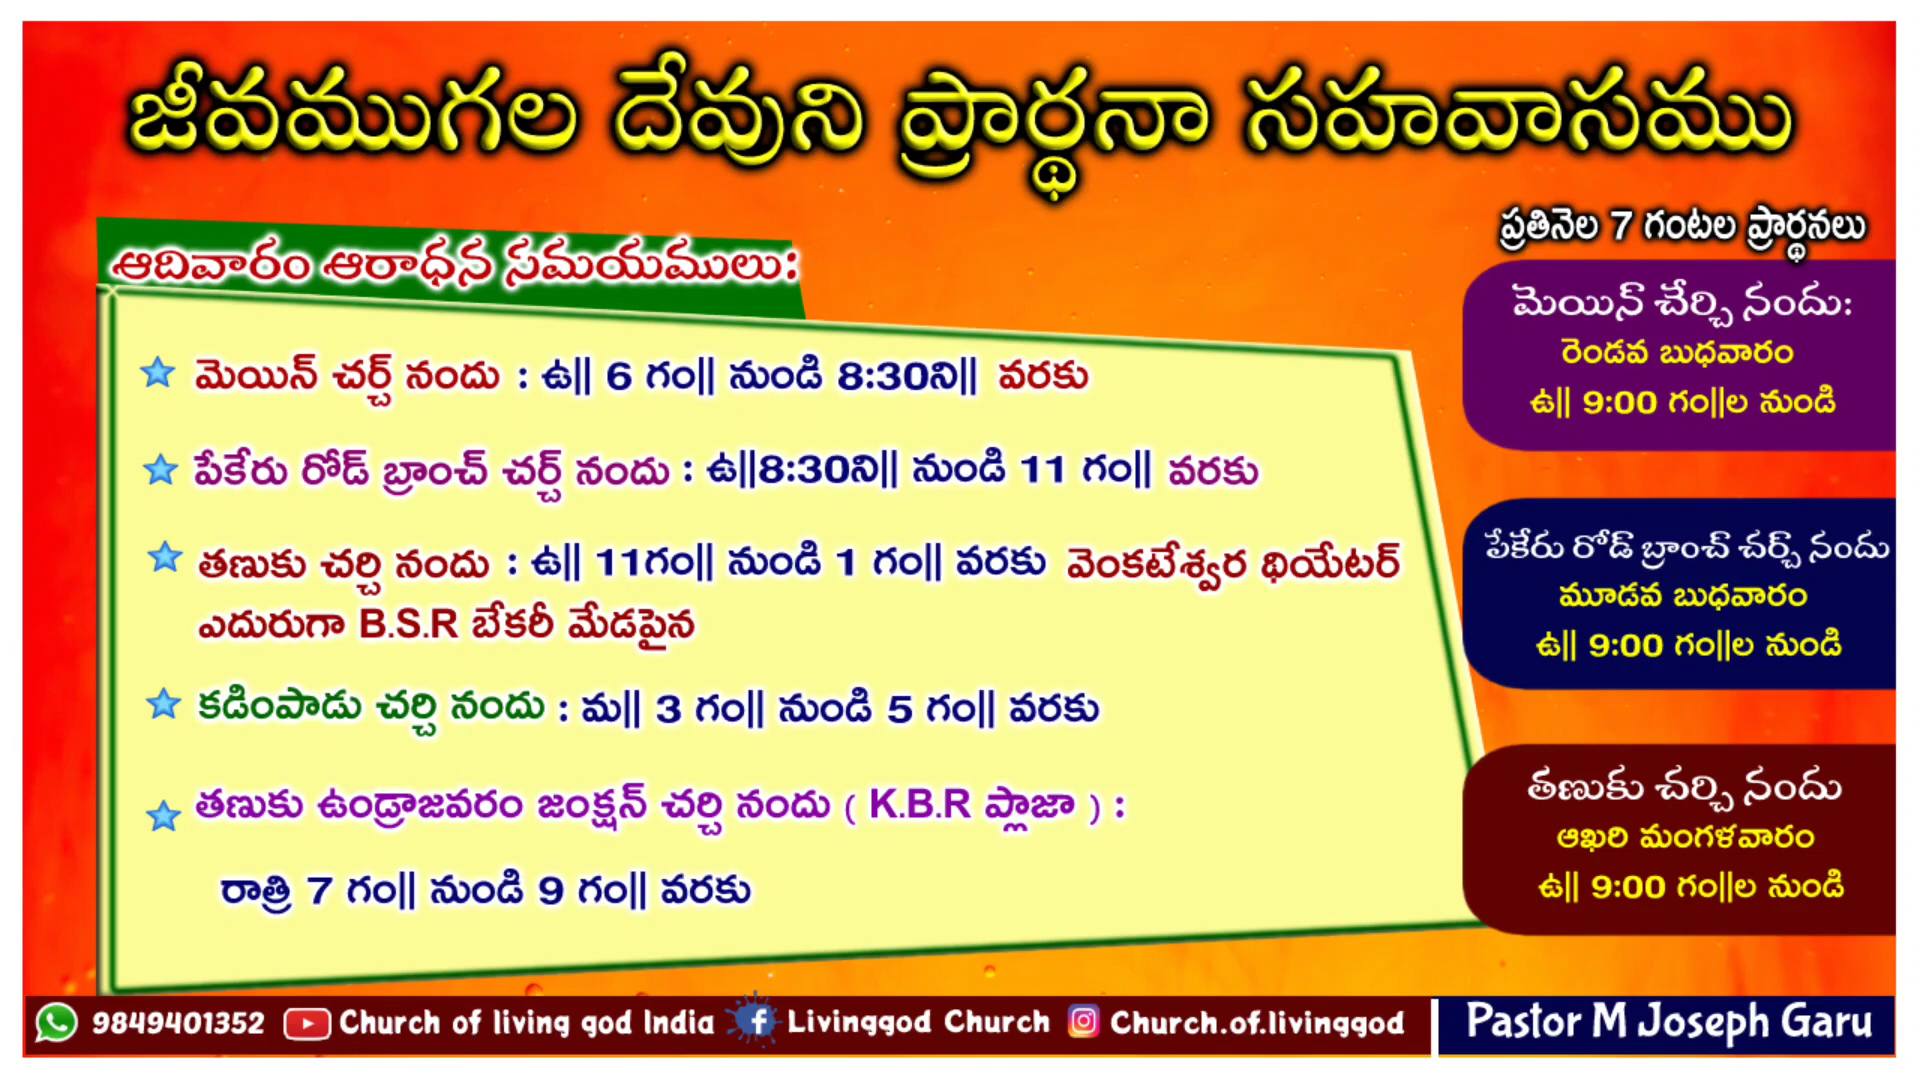 జీవముగల దేవుని ప్రార్థనా సహవాసము
ఆదివారం ఆరాధన సమయములు:
మెయిన్ చర్చ్ నందు : ఉ|| 6 గం|| నుండి 8:30ని|| వరకు
పేకేరు రోడ్ బ్రాంచ్ చర్చ్ నందు : ఉ||8:30ని|| నుండి 11 గం|| వరకు
తణుకు చర్చి నందు : ఉ|| 11గం|| నుండి 1 గం|| వరకు వెంకటేశ్వర థియేటర్
ఎదురుగా B.S.R బేకరీ మేడపైన
కడింపాడు చర్చి నందు : మ|| 3 గం|| నుండి 5 గం|| వరకు
తణుకు ఉండ్రాజవరం జంక్షన్ చర్చి నందు ( K.B.R ప్లాజా ) :
రాత్రి 7 గం|| నుండి 9 గం|| వరకు
ప్రతినెల 7 గంటల ప్రార్థనలు
మెయిన్ చేర్చి నందు:
రెండవ బుధవారం
ఉ|| 9:00 గం||ల నుండి
పేకేరు రోడ్ బ్రాంచ్ చర్చ్ నందు
మూడవ బుధవారం
ఉ|| 9:00 గం||ల నుండి
తణుకు చర్చి నందు
ఆఖరి మంగళవారం
ఉ|| 9:00 గం||ల నుండి
9849401352 Church of living god India Livinggod Church Church.of.livinggod
Pastor M Joseph Garu